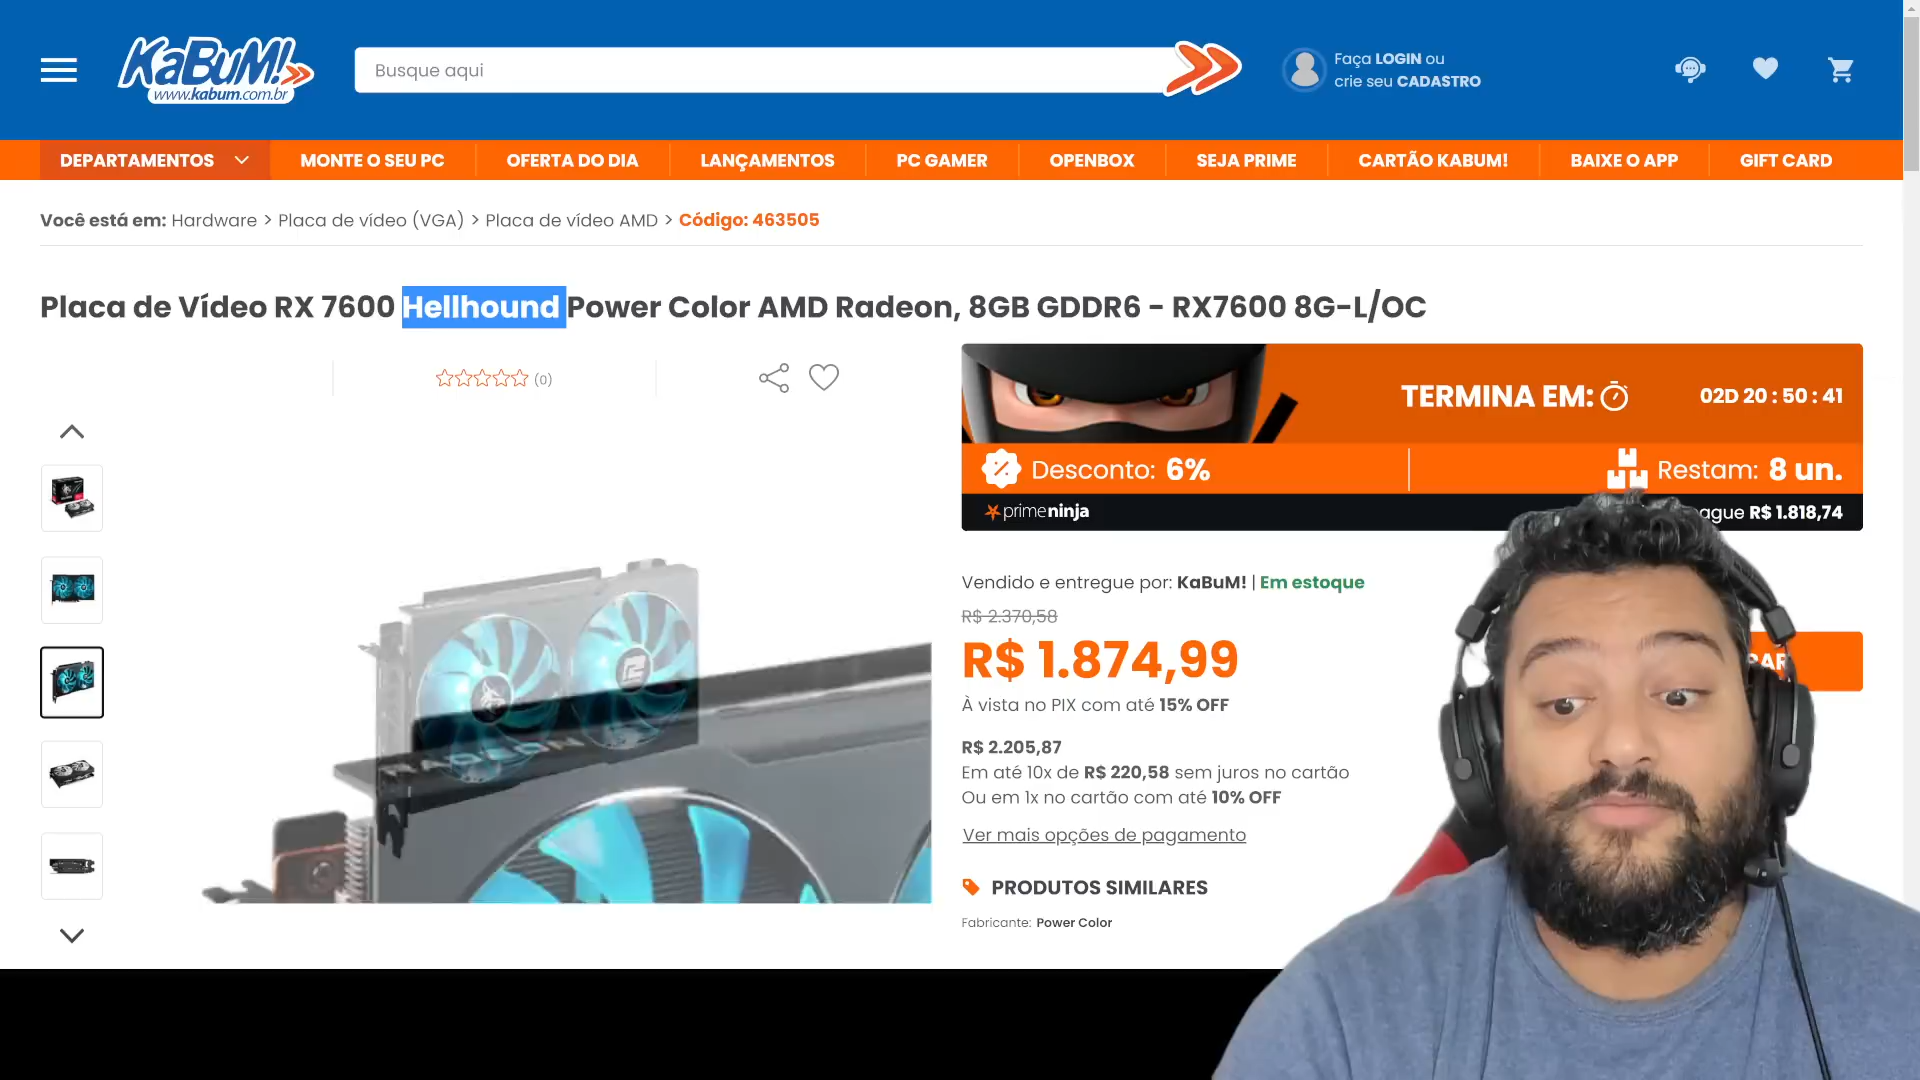 KaBuM!
www.kabum.com.br
Busque aqui
Faça LOGIN ou
crie seu CADASTRO
DEPARTAMENTOS
MONTE O SEU PC
OFERTA DO DIA
LANÇAMENTOS
PC GAMER
OPENBOX
SEJA PRIME
CARTÃO KABUM!
BAIXE O APP
GIFT CARD
Você está em: Hardware > Placa de vídeo (VGA) > Placa de vídeo AMD > Código: 463505
Placa de Vídeo RX 7600 Hellhound Power Color AMD Radeon, 8GB GDDR6 - RX7600 8G-L/OC
(0)
TERMINA EM:
02D 20 : 50 : 41
Desconto: 6%
Restam: 8 un.
primeninja
ague R$ 1.818,74
Vendido e entregue por: KaBuM! | Em estoque
R$ 2.370,58
R$ 1.874,99
À vista no PIX com até 15% OFF
R$ 2.205,87
Em até 10x de R$ 220,58 sem juros no cartão
Ou em 1x no cartão com até 10% OFF
Ver mais opções de pagamento
PRODUTOS SIMILARES
Fabricante: Power Color
RADEON